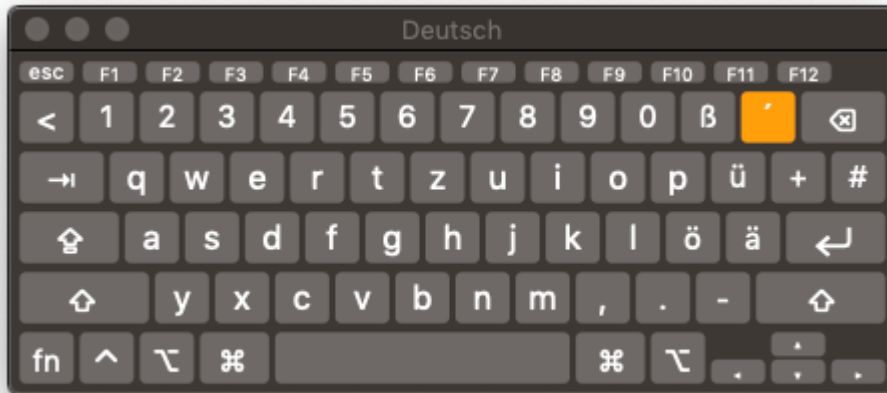 Deutsch
esc F1 F2 F3 F4 F5 F6 F7 F8 F9 F10 F11 F12
< 1 2 3 4 5 6 7 8 9 0 ß ´
q w e r t z u i o p ü + #
a s d f g h j k l ö ä
y x c v b n m , . -
fn ^ ⌥ ⌘ ⌘ ⌥